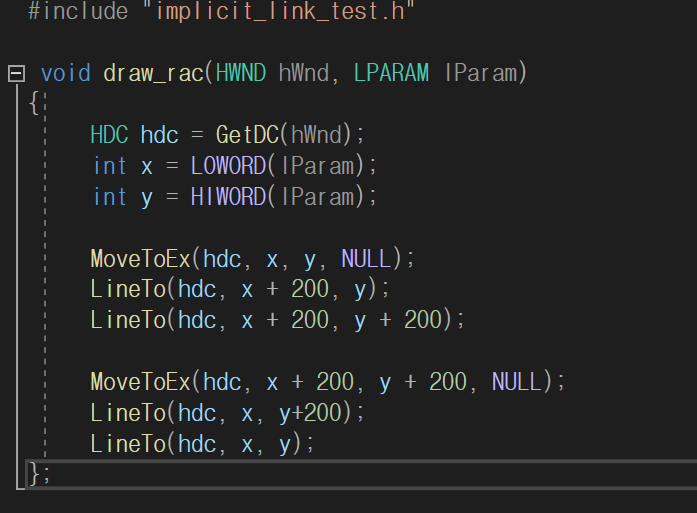 #include "implicit_link_test.h"
void draw_rac(HWND hWnd, LPARAM lParam)
{
HDC hdc = GetDC(hWnd);
int x = LOWORD(lParam);
int y = HIWORD(lParam);
MoveToEx(hdc, x, y, NULL);
LineTo(hdc, x + 200, y);
LineTo(hdc, x + 200, y + 200);
MoveToEx(hdc, x + 200, y + 200, NULL);
LineTo(hdc, x, y+200);
LineTo(hdc, x, y);
};